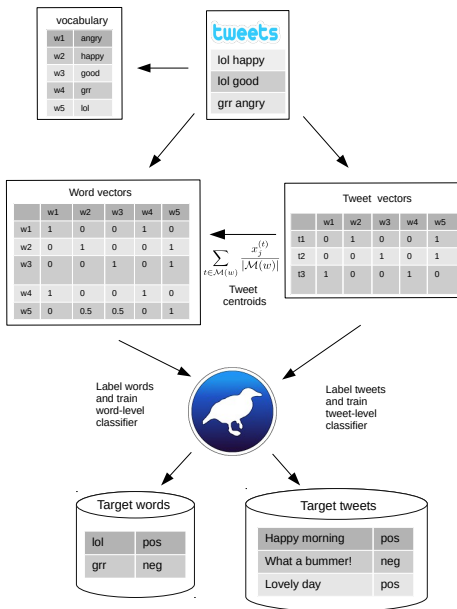 vocabulary
w1 angry
w2 happy
w3 good
w4 grr
w5 lol
tweets
lol happy
lol good
grr angry
Word vectors
w1 w2 w3 w4 w5
w1 1 0 0 1 0
w2 0 1 0 0 1
w3 0 0 1 0 1
w4 1 0 0 1 0
w5 0 0.5 0.5 0 1
∑_{t∈M(w)} x_j^{(t)} / |M(w)|
Tweet
centroids
Tweet vectors
w1 w2 w3 w4 w5
t1 0 1 0 0 1
t2 0 0 1 0 1
t3 1 0 0 1 0
Label words
and train
word-level
classifier
Label tweets
and train
tweet-level
classifier
Target words
lol pos
grr neg
Target tweets
Happy morning pos
What a bummer! neg
Lovely day pos